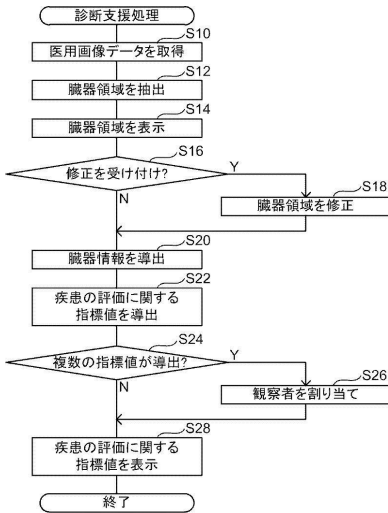 診断支援処理
S10
医用画像データを取得
S12
臓器領域を抽出
S14
臓器領域を表示
S16
修正を受け付け?
Y
N
S18
臓器領域を修正
S20
臓器情報を導出
S22
疾患の評価に関する
指標値を導出
S24
複数の指標値が導出?
Y
N
S26
観察者を割り当て
S28
疾患の評価に関する
指標値を表示
終了